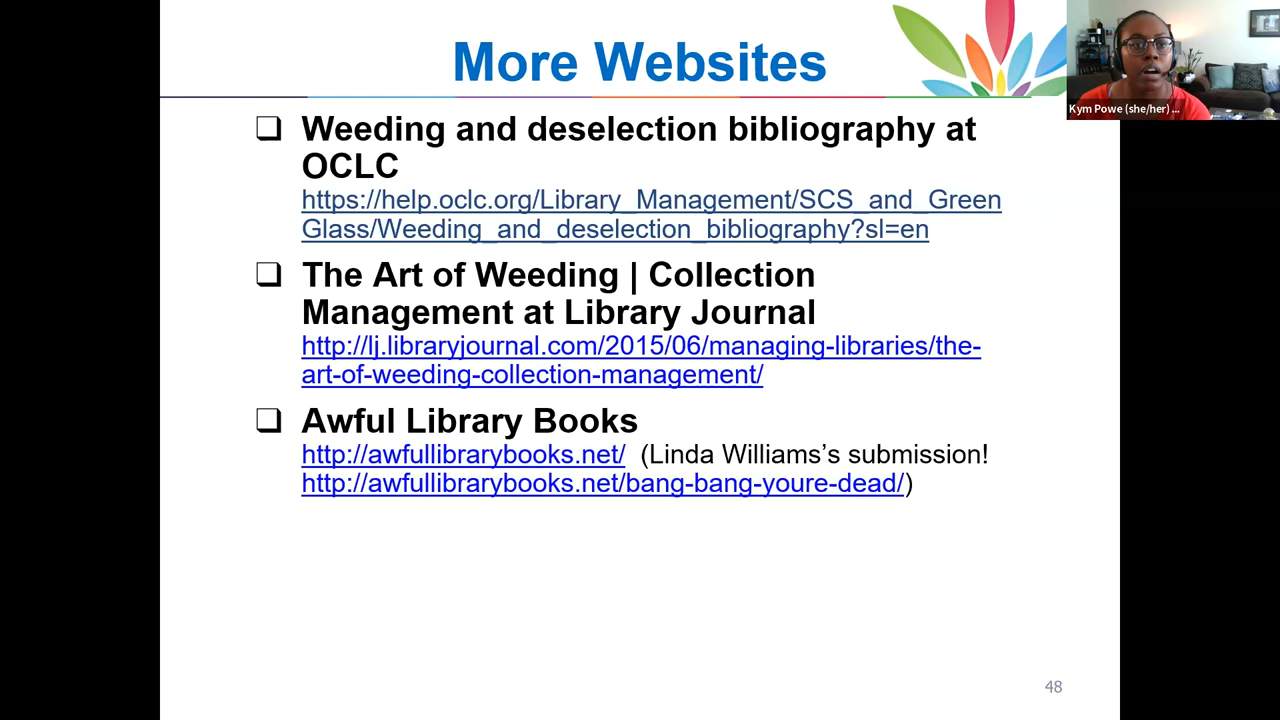 More Websites
Kym Powe (she/her) ...
❑ Weeding and deselection bibliography at
OCLC
https://help.oclc.org/Library_Management/SCS_and_Green
Glass/Weeding_and_deselection_bibliography?sl=en
❑ The Art of Weeding | Collection
Management at Library Journal
http://lj.libraryjournal.com/2015/06/managing-libraries/the-
art-of-weeding-collection-management/
❑ Awful Library Books
http://awfullibrarybooks.net/ (Linda Williams’s submission!
http://awfullibrarybooks.net/bang-bang-youre-dead/)
48